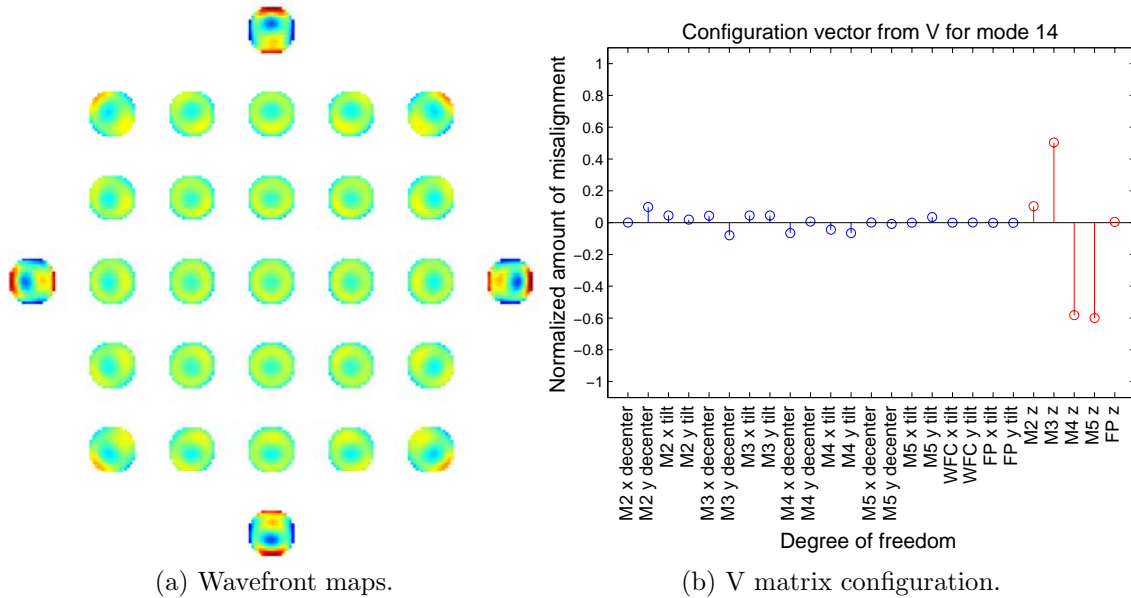 Configuration vector from V for mode 14
Normalized amount of misalignment
1
0.8
0.6
0.4
0.2
0
−0.2
−0.4
−0.6
−0.8
−1
M2 x decenter
M2 y decenter
M2 x tilt
M2 y tilt
M3 x decenter
M3 y decenter
M3 x tilt
M3 y tilt
M4 x decenter
M4 y decenter
M4 x tilt
M4 y tilt
M5 x decenter
M5 y decenter
M5 x tilt
M5 y tilt
WFC x tilt
WFC y tilt
FP x tilt
FP y tilt
M2 z
M3 z
M4 z
M5 z
FP z
Degree of freedom
(a) Wavefront maps.
(b) V matrix configuration.